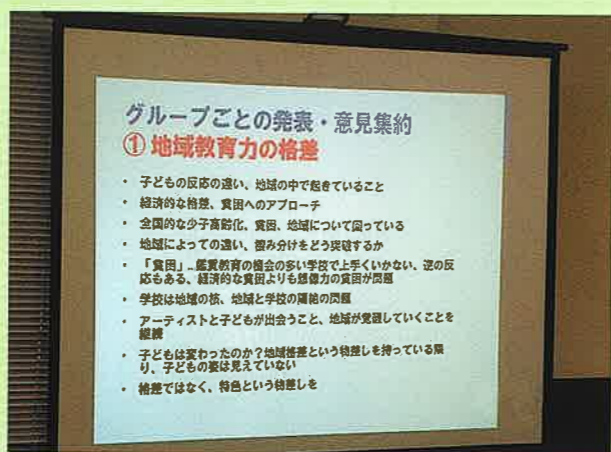 グループごとの発表・意見集約
① 地域教育力の格差
・ 子どもの反応の違い、地域の中で起きていること
・ 経済的な格差、貧困へのアプローチ
・ 全国的な少子高齢化、貧困、地域について困っている
・ 地域によっての違い、棲み分けをどう突破するか
・ 「貧困」…鑑賞教育の機会の多い学校で上手くいかない、逆の反
応もある、経済的な貧困よりも想像力の貧困が問題
・ 学校は地域の核、地域と学校の隔絶の問題
・ アーティストと子どもが出会うこと、地域が覚醒していくことを
継続
・ 子どもは変わったのか？地域格差という物差しを持っている限
り、子どもの姿は見えていない
・ 格差ではなく、特色という物差しを